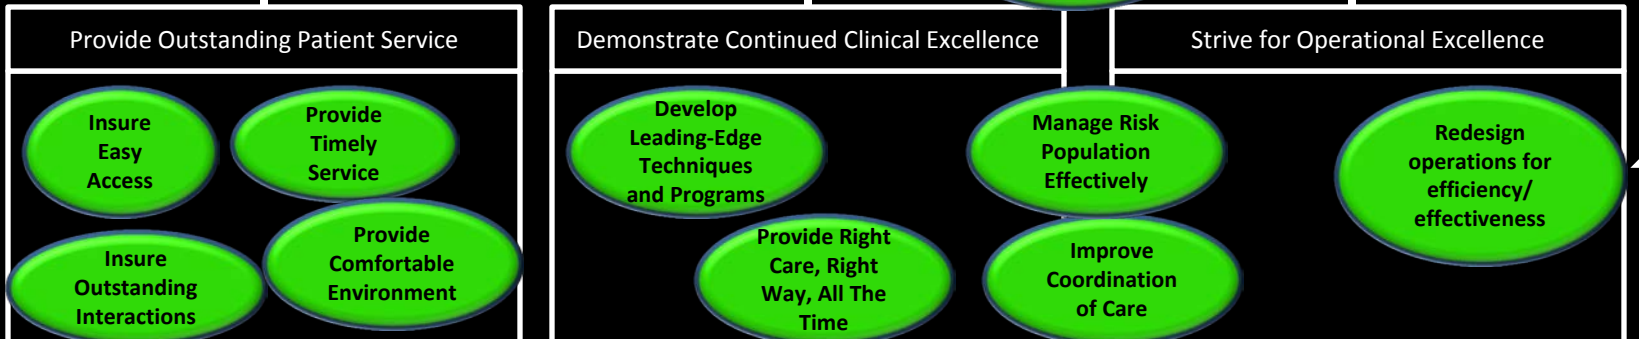 Provide Outstanding Patient Service
Demonstrate Continued Clinical Excellence
Strive for Operational Excellence
Insure
Easy
Access
Provide
Timely
Service
Insure
Outstanding
Interactions
Provide
Comfortable
Environment
Develop
Leading-Edge
Techniques
and Programs
Provide Right
Care, Right
Way, All The
Time
Manage Risk
Population
Effectively
Improve
Coordination
of Care
Redesign
operations for
efficiency/
effectiveness